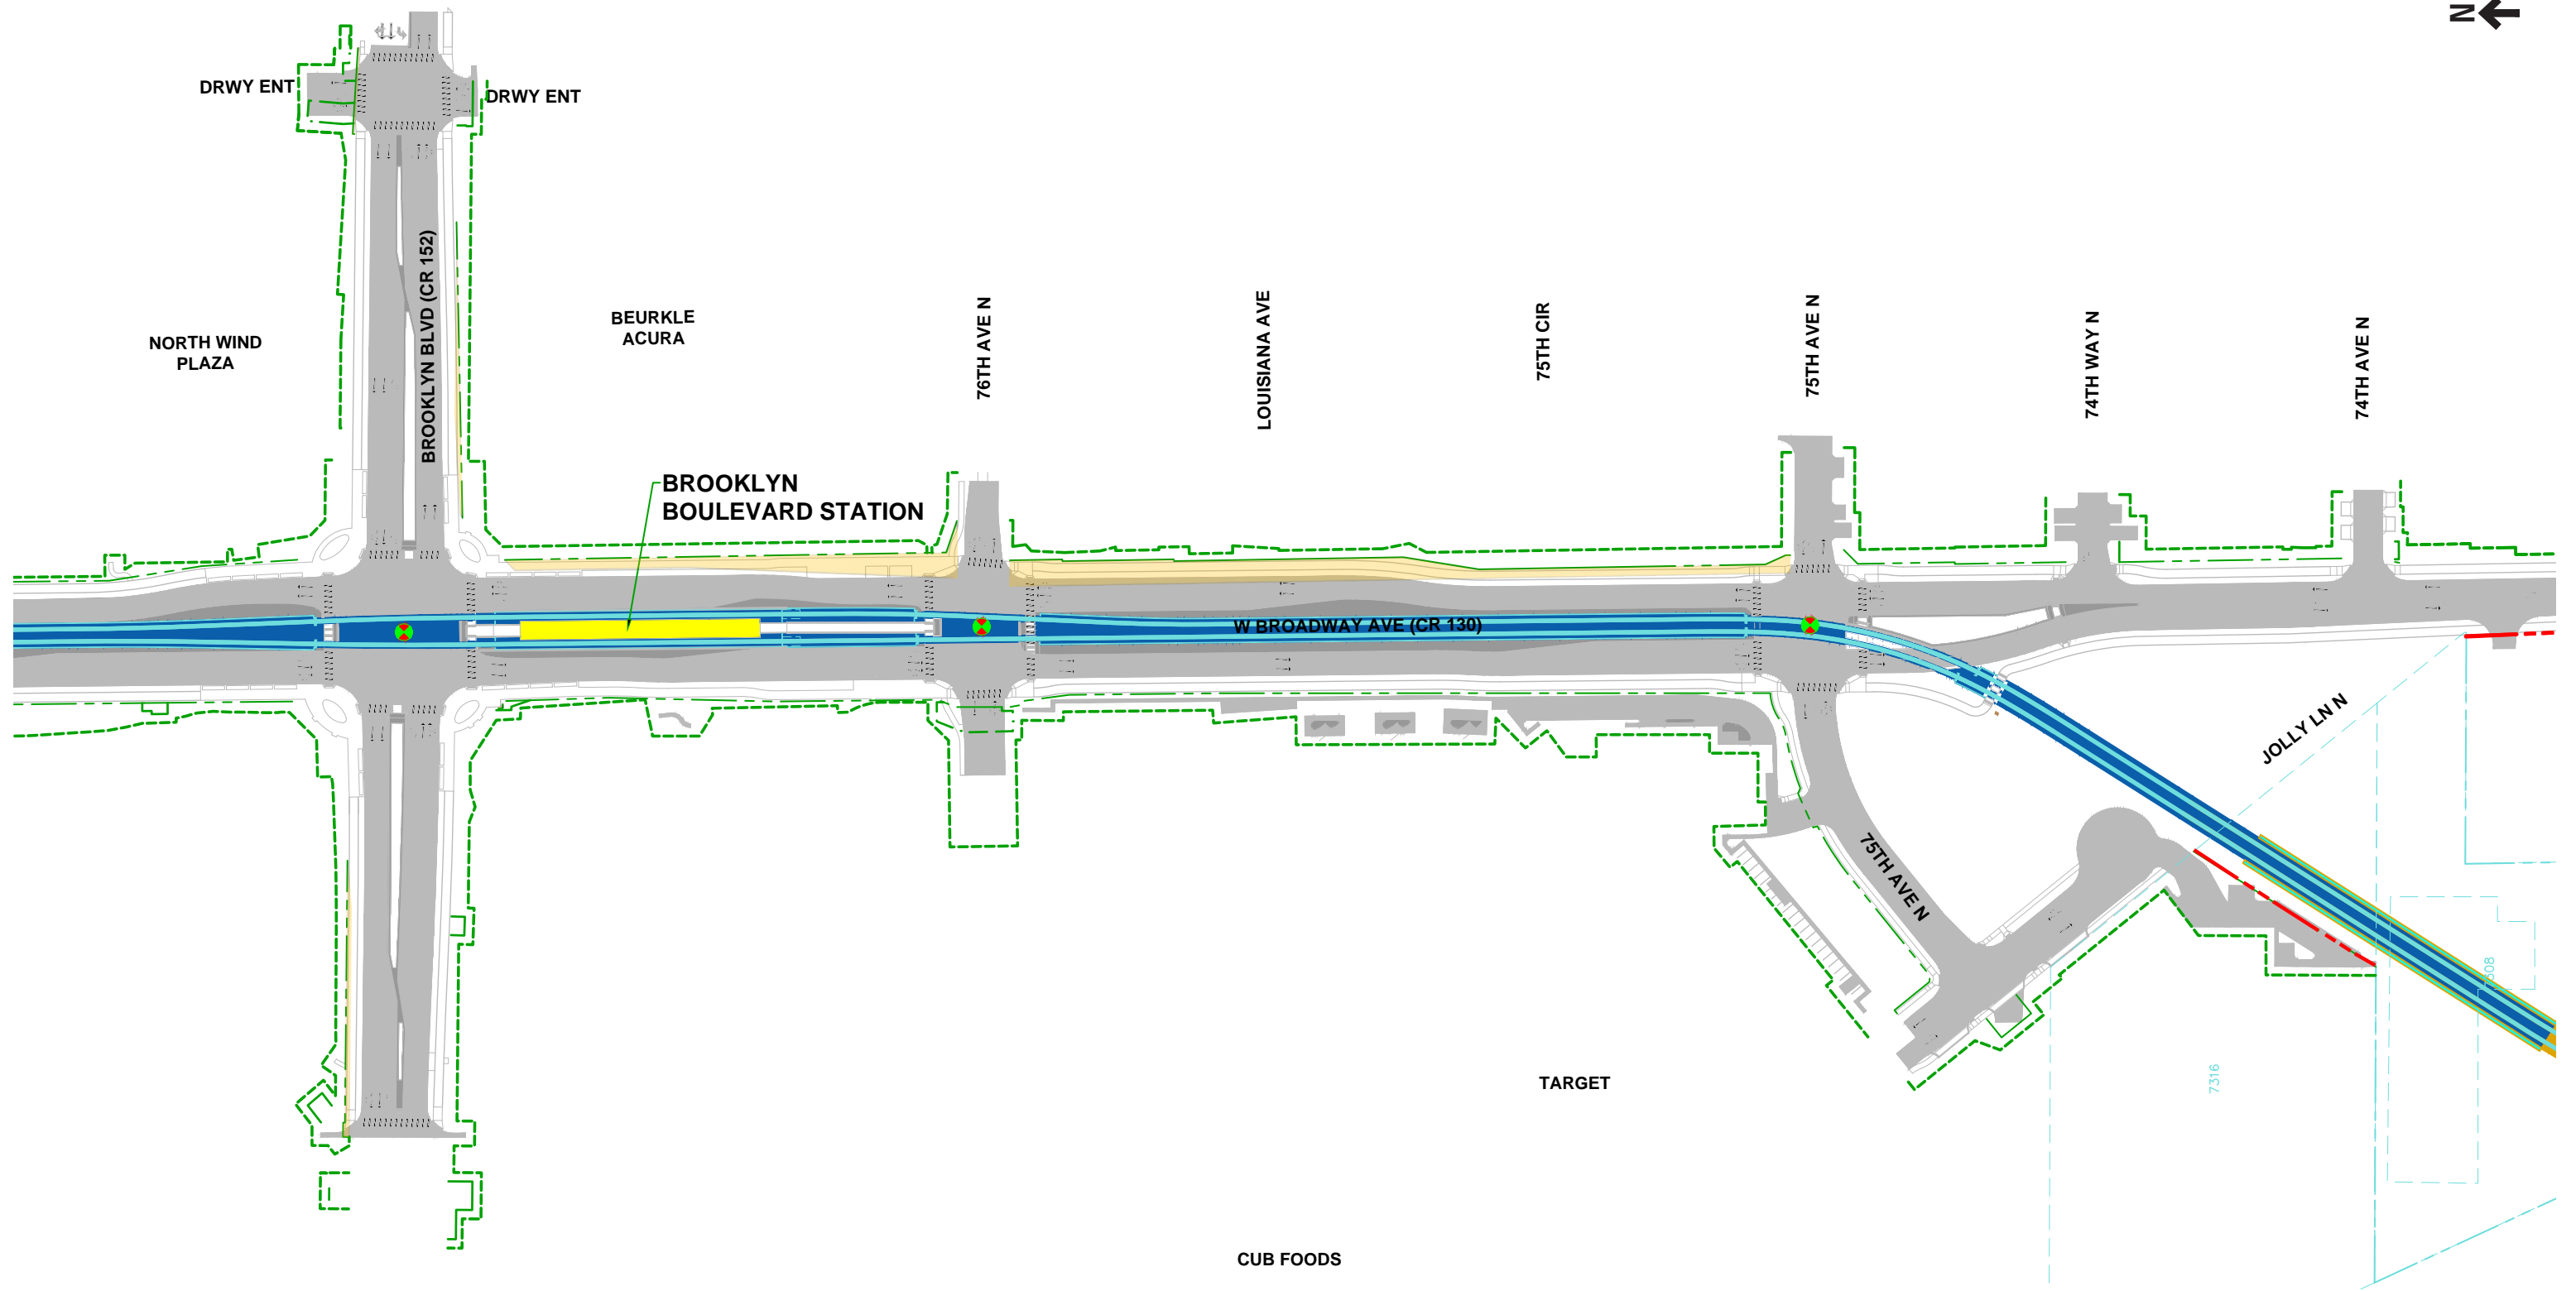 N
DRWY ENT
DRWY ENT
BROOKLYN BLVD (CR 152)
NORTH WIND
PLAZA
BEURKLE
ACURA
76TH AVE N
LOUISIANA AVE
75TH CIR
75TH AVE N
74TH WAY N
74TH AVE N
BROOKLYN
BOULEVARD STATION
W BROADWAY AVE (CR 130)
JOLLY LN N
75TH AVE N
TARGET
7316
CUB FOODS